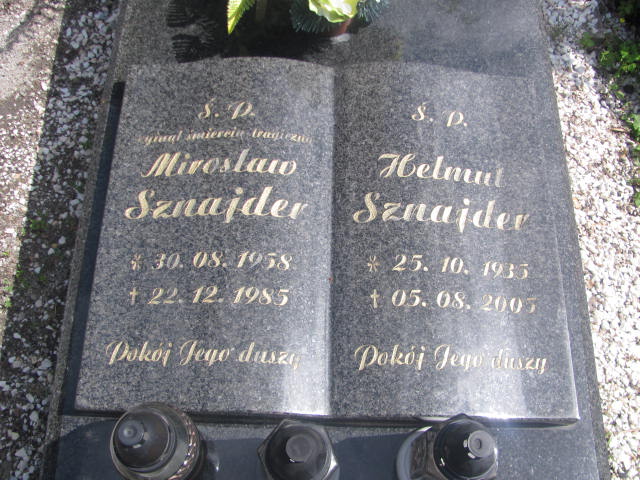 Ś. P.
zginął śmiercią tragiczną
Mirosław
Sznajder
* 30. 08. 1958
† 22. 12. 1985
Pokój Jego duszy
Ś. P.
Helmut
Sznajder
* 25. 10. 1935
† 05. 08. 2005
Pokój Jego duszy